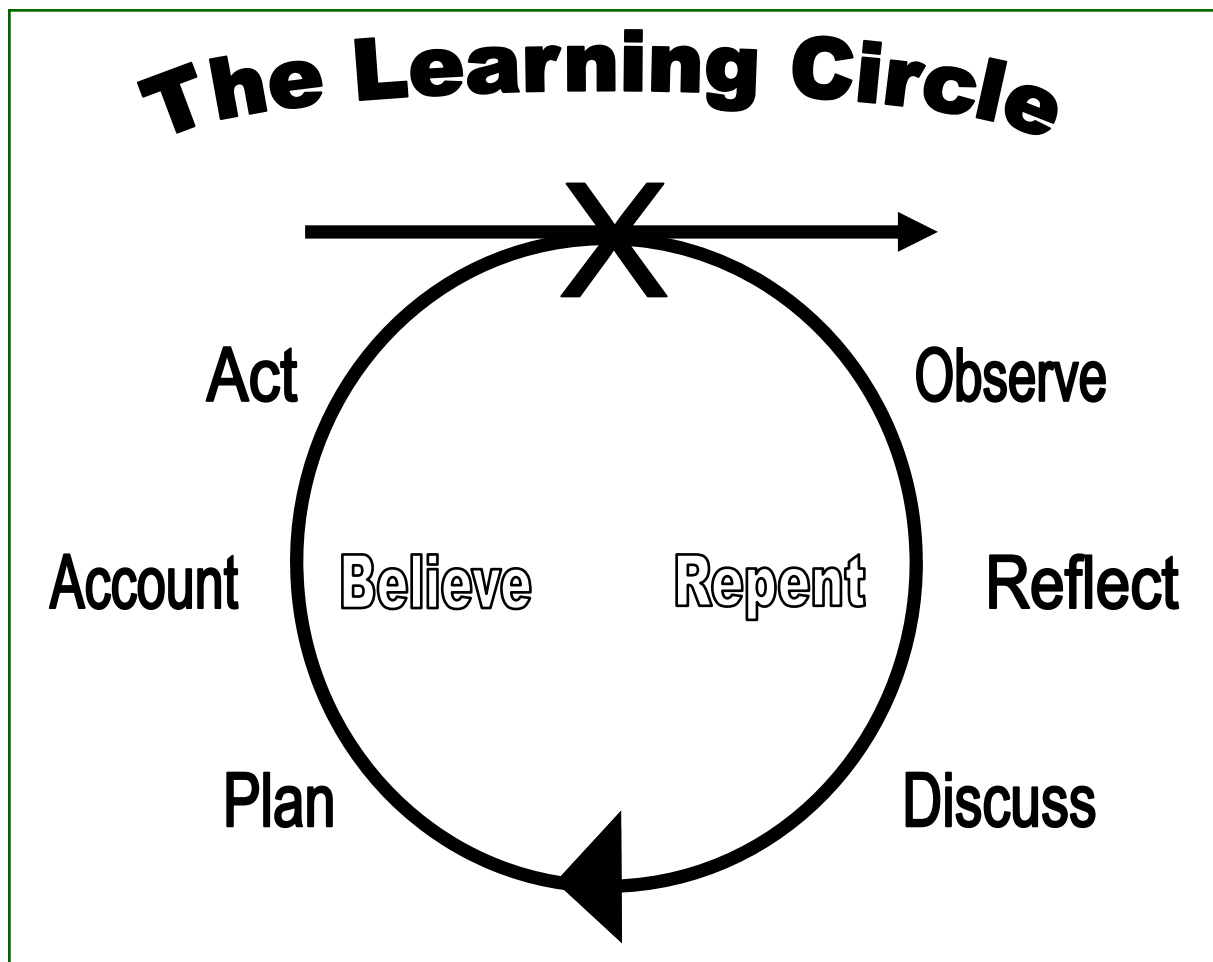 The Learning Circle
X
Act
Observe
Account
Believe
Repent
Reflect
Plan
Discuss